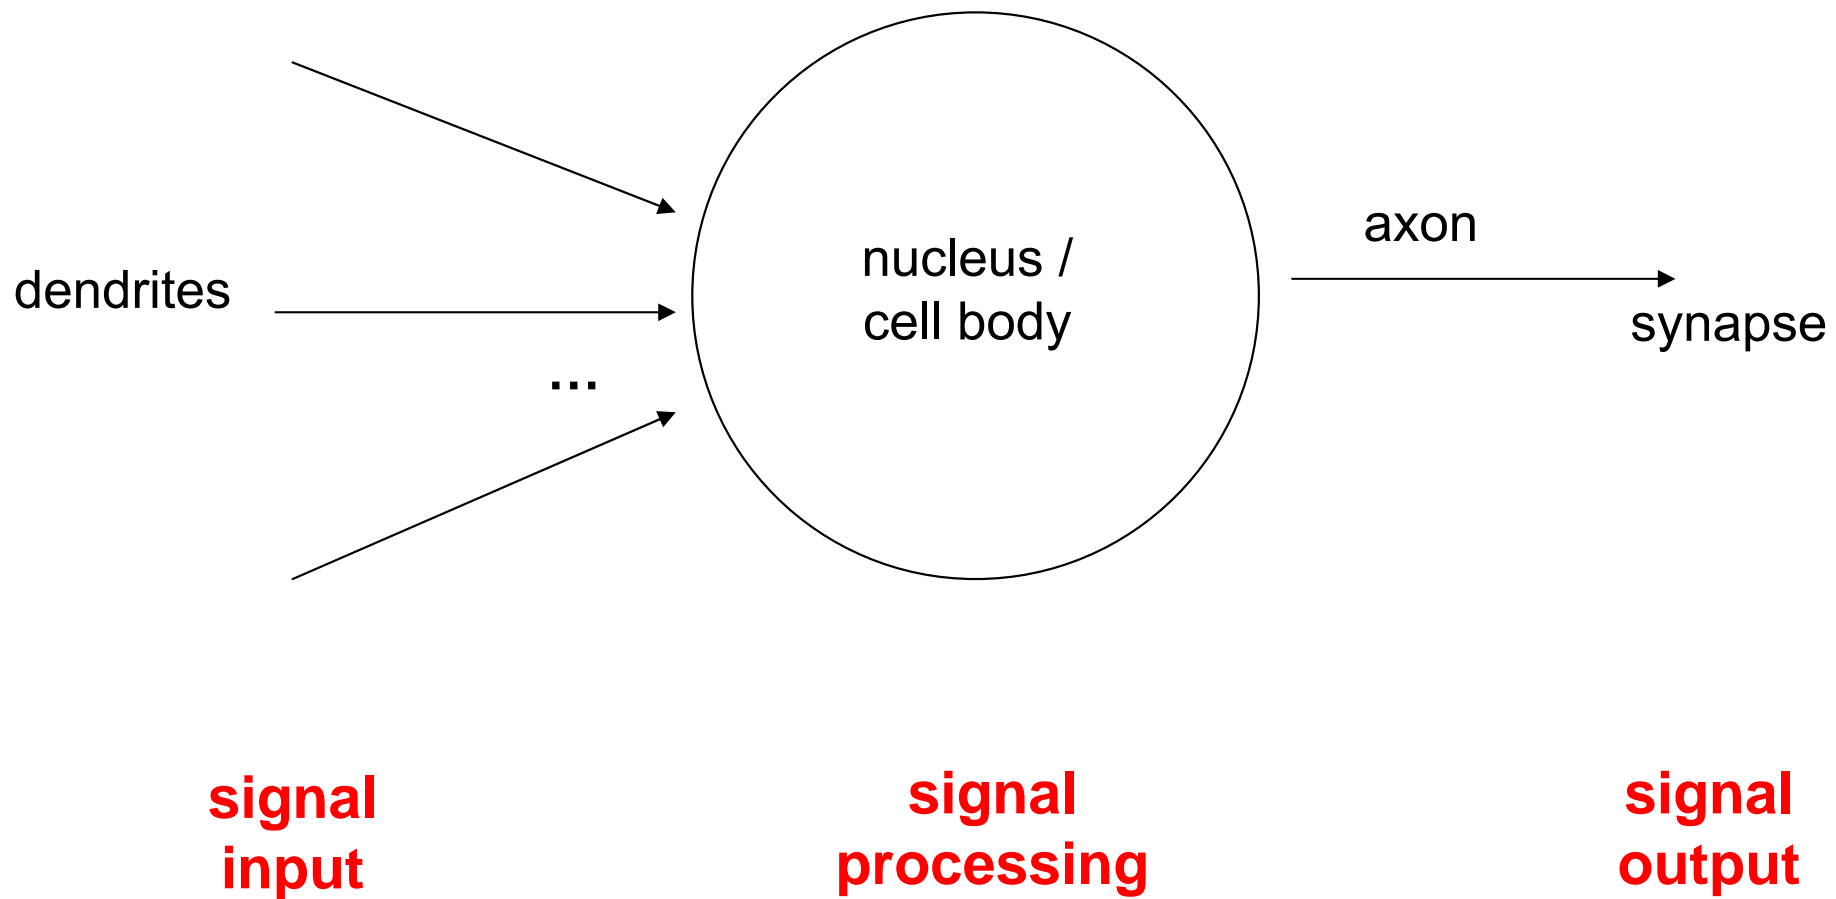 dendrites
...
nucleus /
cell body
axon
synapse
signal
input
signal
processing
signal
output